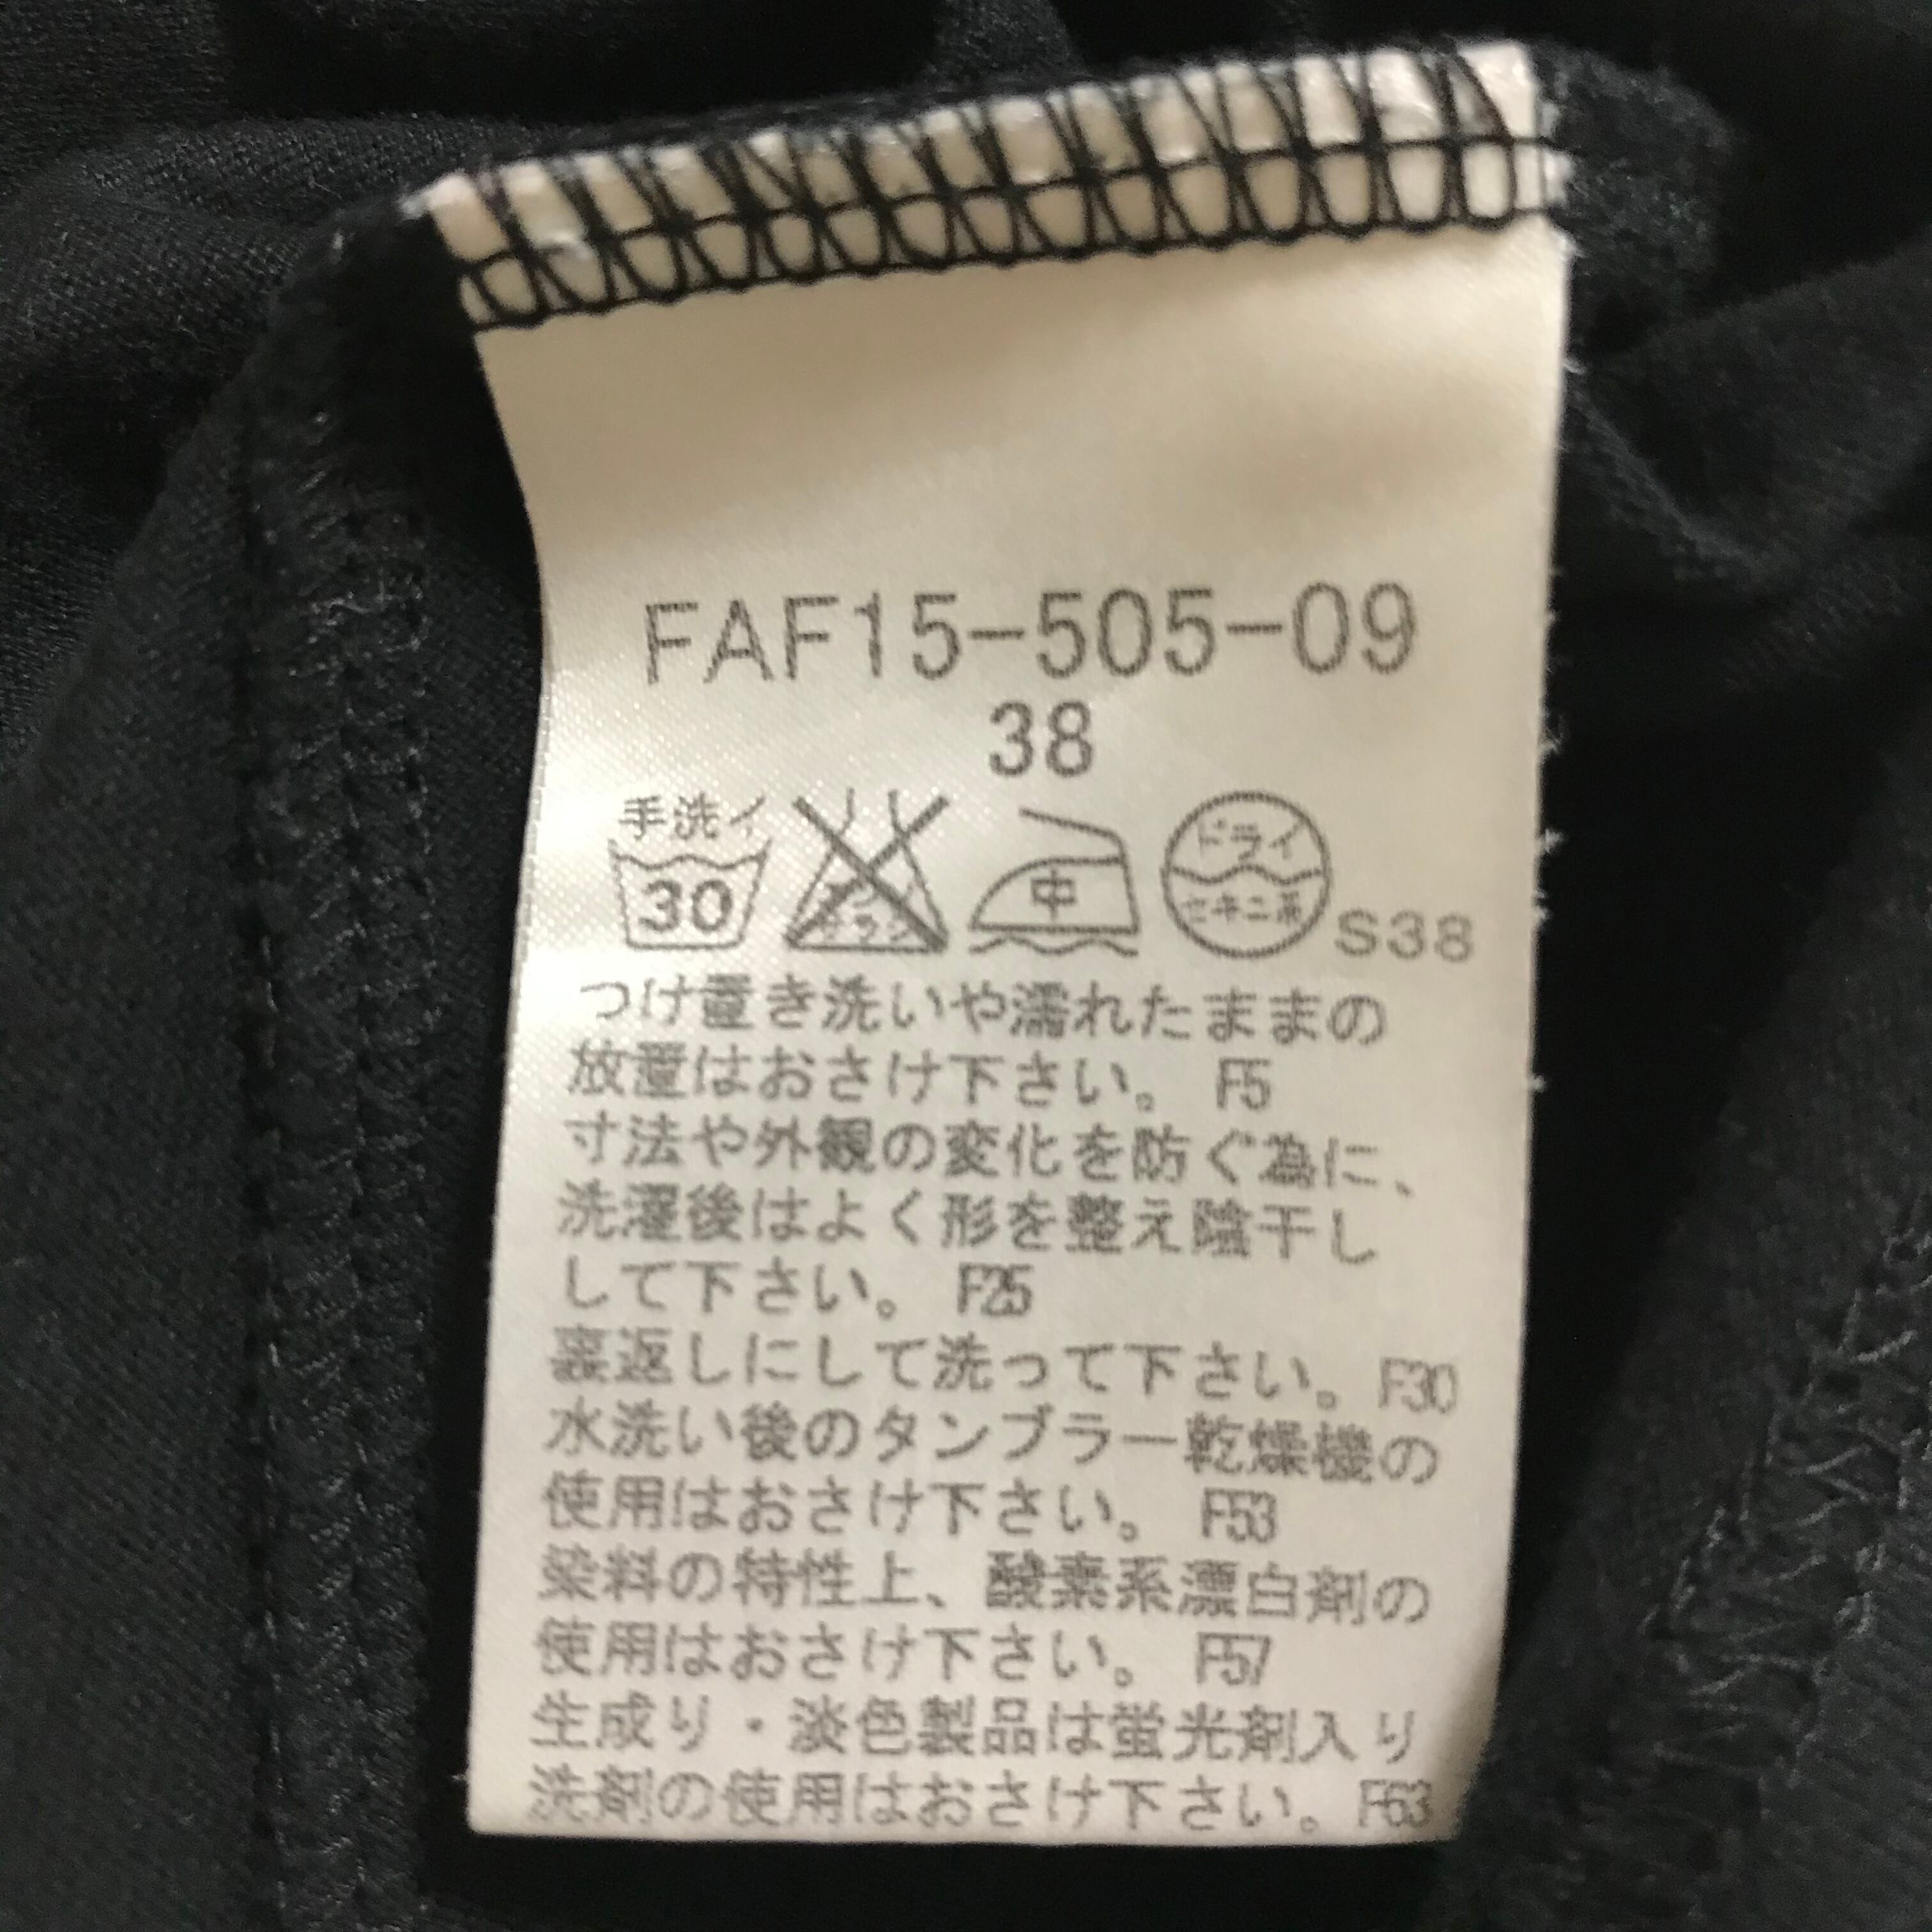 FAF15-505-09
38
手洗イ
30
中
ドライ
セキユ系
S38
つけ置き洗いや濡れたままの
放置はおさけ下さい。 F5
寸法や外観の変化を防ぐ為に、
洗濯後はよく形を整え陰干し
して下さい。 F25
裏返しにして洗って下さい。F30
水洗い後のタンブラー乾燥機の
使用はおさけ下さい。 F53
染料の特性上、酸素系漂白剤の
使用はおさけ下さい。 F57
生成り・淡色製品は蛍光剤入り
洗剤の使用はおさけ下さい。F63